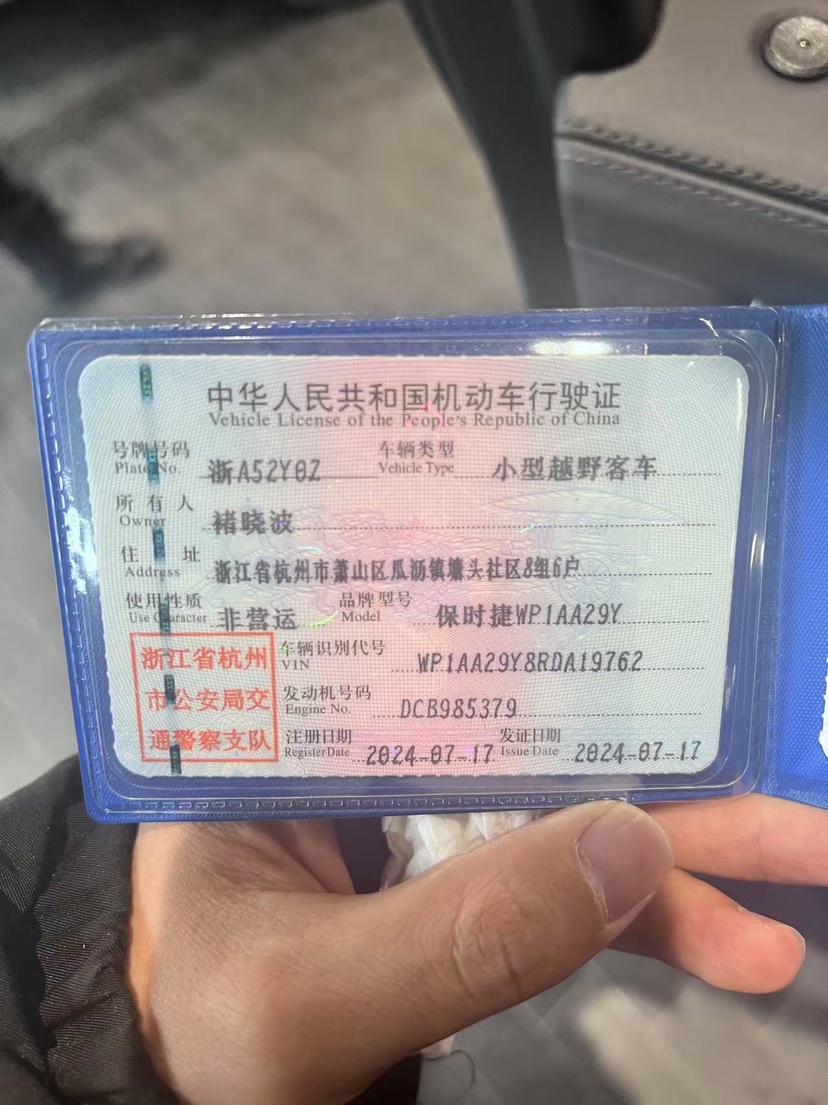 中华人民共和国机动车行驶证
Vehicle License of the People's Republic of China
号牌号码 浙A52Y0Z 车辆类型 小型越野客车
Plate No. Vehicle Type
所有人 褚晓波
Owner
住址 浙江省杭州市萧山区瓜沥镇塘头社区8组6户
Address
使用性质 非营运 品牌型号 保时捷WP1AA29Y
Use Character Model
浙江省杭州市公安局交通警察支队
车辆识别代号 WP1AA29Y8RDA19762
VIN
发动机号码 DCB985379
Engine No.
注册日期 2024-07-17 发证日期 2024-07-17
Register Date Issue Date